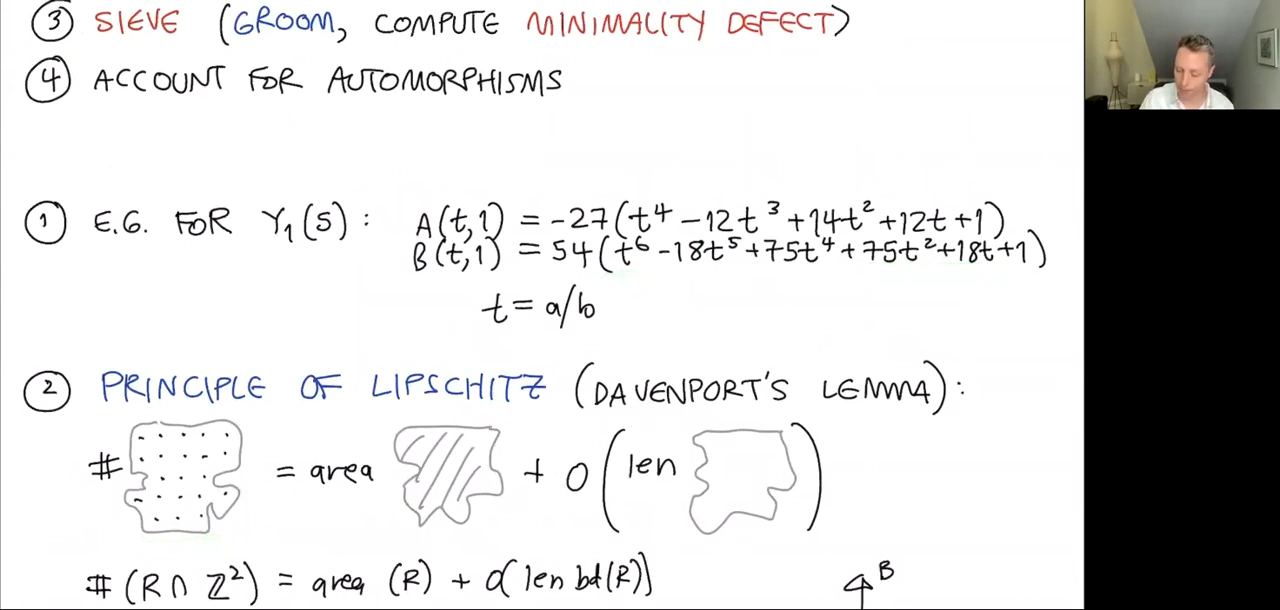 ③ SIEVE (GROOM, COMPUTE MINIMALITY DEFECT)
④ ACCOUNT FOR AUTOMORPHISMS
① E.G. FOR Y₁(5): A(t,1) = -27(t⁴ -12t³ +14t² +12t+1)
B(t,1) = 54(t⁶ -18t⁵ +75t⁴ +75t² +18t+1)
t = a/b
② PRINCIPLE OF LIPSCHITZ (DAVENPORT'S LEMMA):
# = area + O(len )
# (R ∩ ℤ²) = area (R) + O(len bd(R))
B